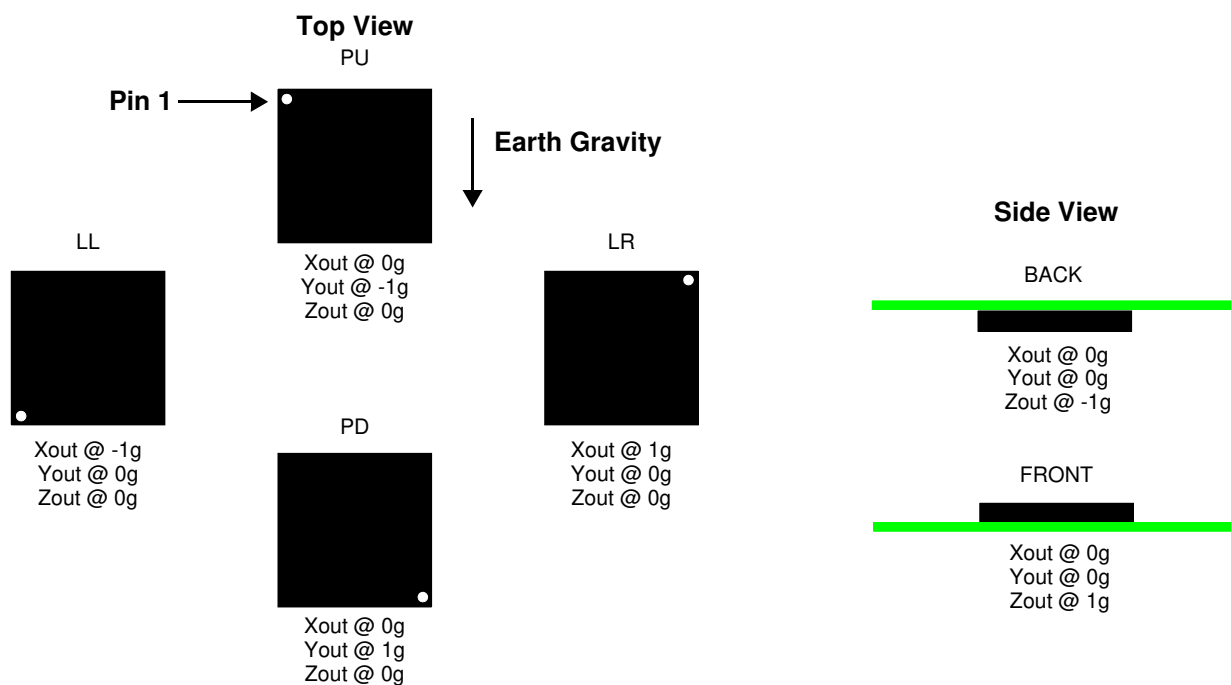 Top View
PU
Pin 1
Earth Gravity
Xout @ 0g
Yout @ -1g
Zout @ 0g
LL
Xout @ -1g
Yout @ 0g
Zout @ 0g
LR
Xout @ 1g
Yout @ 0g
Zout @ 0g
PD
Xout @ 0g
Yout @ 1g
Zout @ 0g
Side View
BACK
Xout @ 0g
Yout @ 0g
Zout @ -1g
FRONT
Xout @ 0g
Yout @ 0g
Zout @ 1g